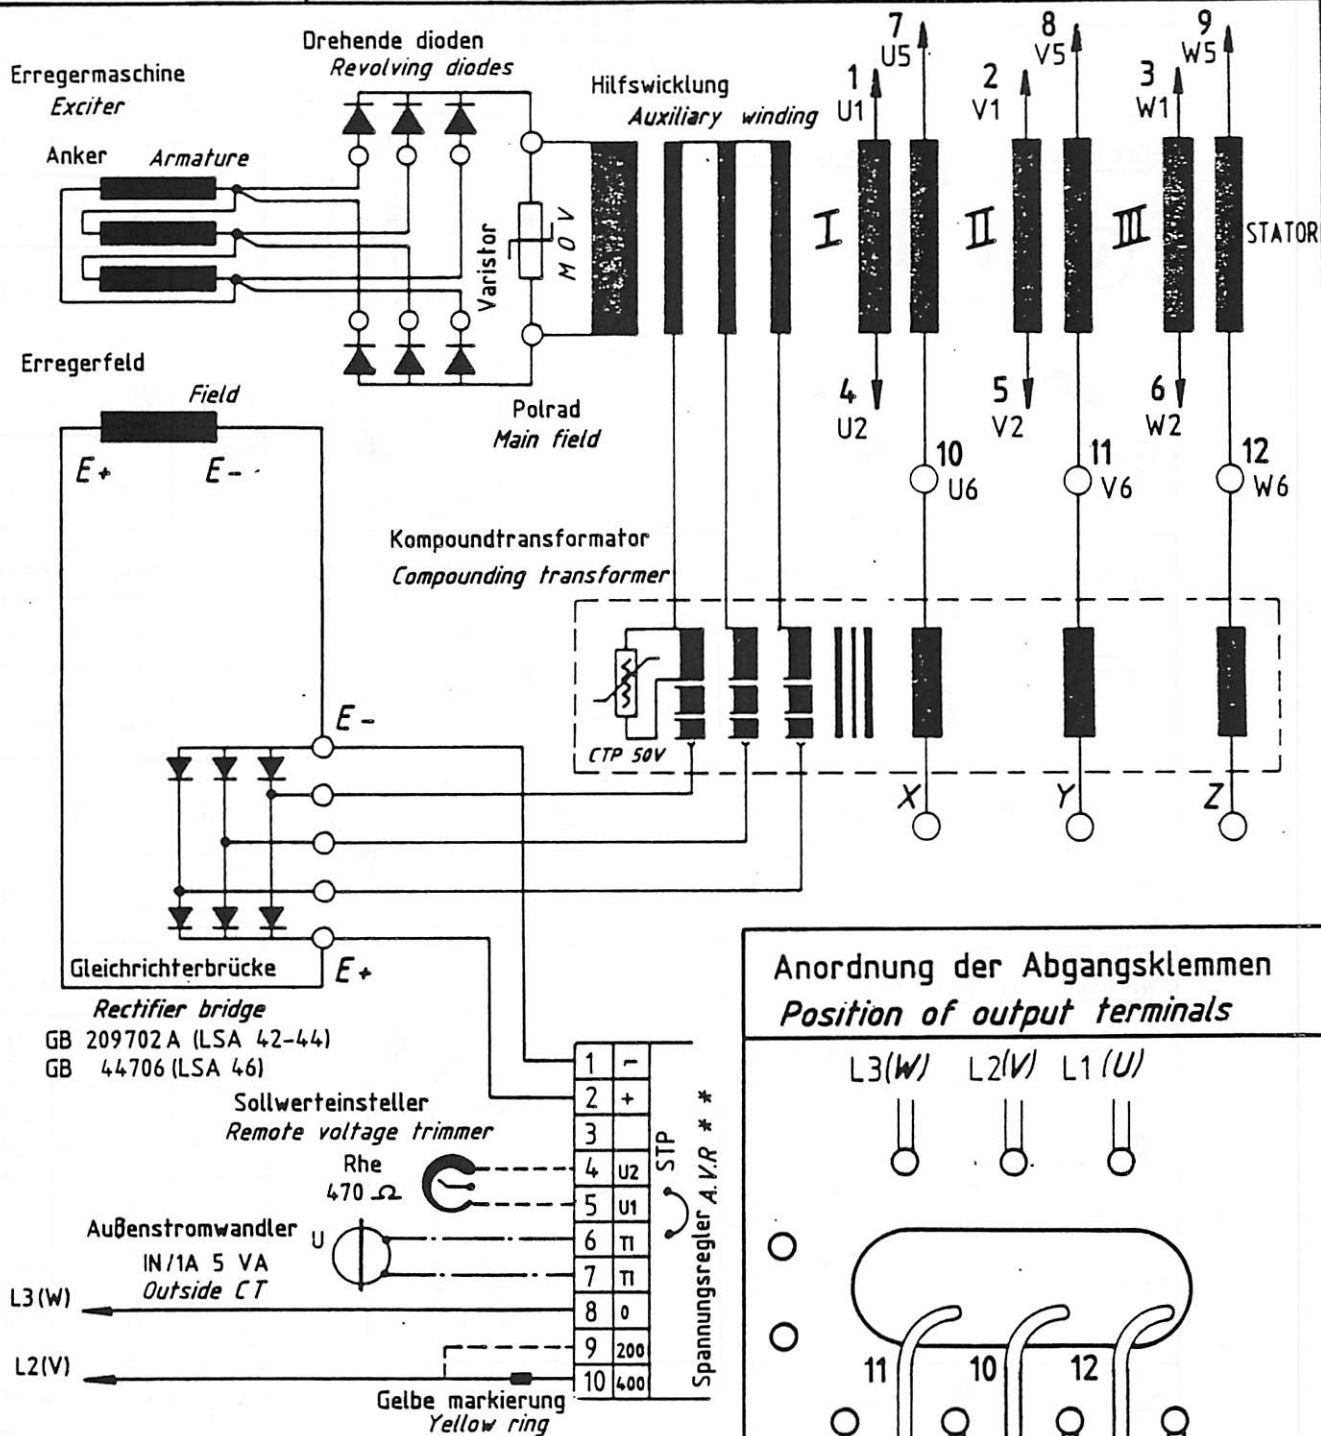 Drehende dioden
Revolving diodes
Erregermaschine
Exciter
Anker Armature
Hilfswicklung
Auxiliary winding
Varistor
M O V
7
U5
8
V5
9
W5
1
U1
2
V1
3
W1
I
II
III
STATOR
4
U2
5
V2
6
W2
10
U6
11
V6
12
W6
Erregerfeld
Field
E+ E-
Polrad
Main field
Kompoundtransformator
Compounding transformer
CTP 50V
X
Y
Z
E-
E+
Gleichrichterbrücke
Rectifier bridge
GB 209702 A (LSA 42-44)
GB 44706 (LSA 46)
Sollwerteinsteller
Remote voltage trimmer
Rhe
470 Ω
Außenstromwandler
U
IN/1A 5 VA
Outside CT
L3(W)
L2(V)
Gelbe markierung
Yellow ring
1 -
2 +
3
4 U2
5 U1
6 TI
7 TI
8 0
9 200
10 400
STP
Spannungsregler A.V.R * *
Anordnung der Abgangsklemmen
Position of output terminals
L3(W) L2(V) L1(U)
11 10 12